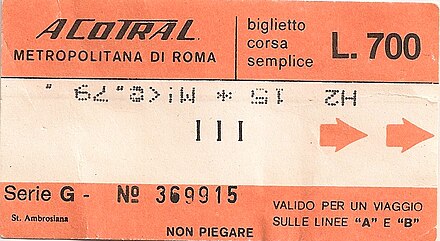 ACOTRAL
METROPOLITANA DI ROMA
biglietto
corsa
semplice
L. 700
III
Serie G - Nº 369915
St. Ambrosiana
NON PIEGARE
VALIDO PER UN VIAGGIO
SULLE LINEE "A" E "B"